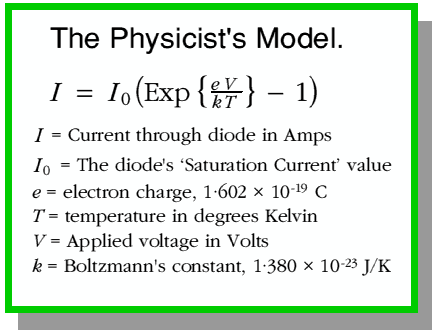 The Physicist's Model.
I = I₀(Exp{eV/kT} − 1)
I = Current through diode in Amps
I₀ = The diode's ‘Saturation Current’ value
e = electron charge, 1·602 × 10⁻¹⁹ C
T = temperature in degrees Kelvin
V = Applied voltage in Volts
k = Boltzmann's constant, 1·380 × 10⁻²³ J/K